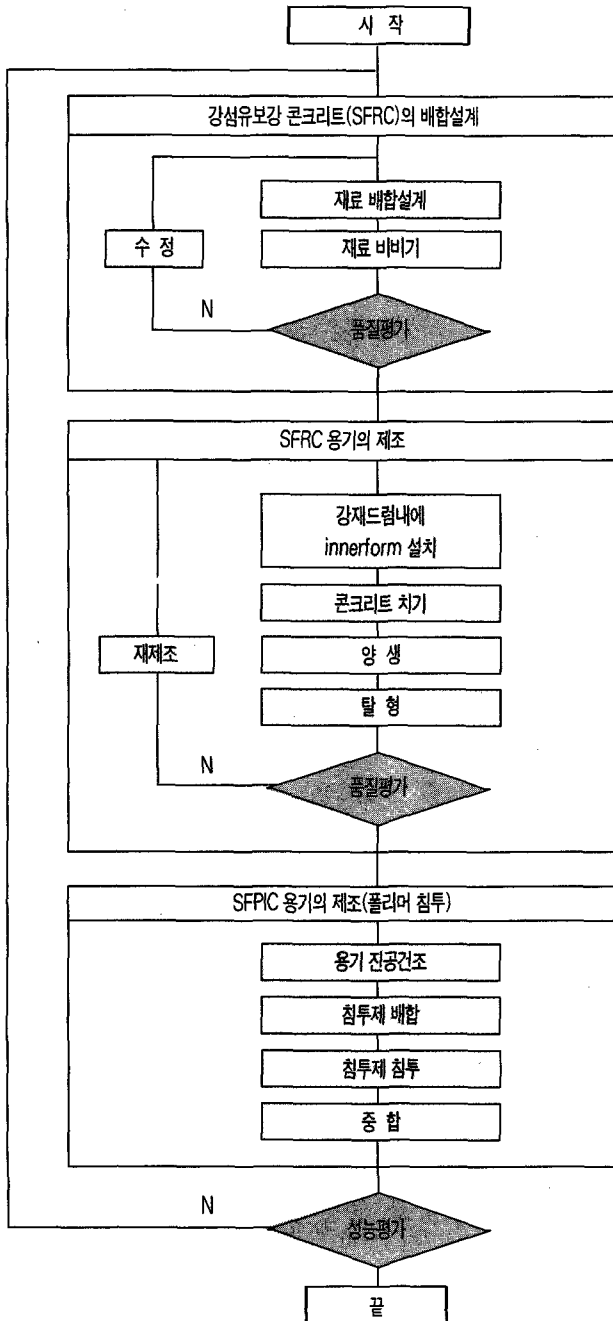 시 작
강섬유보강 콘크리트(SFRC)의 배합설계
재료 배합설계
수 정
재료 비비기
N
품질평가
SFRC 용기의 제조
강재드럼내에
innerform 설치
콘크리트 치기
재제조
양 생
탈 형
N
품질평가
SFPIC 용기의 제조(폴리머 침투)
용기 진공건조
침투제 배합
침투제 침투
중 합
N
성능평가
끝